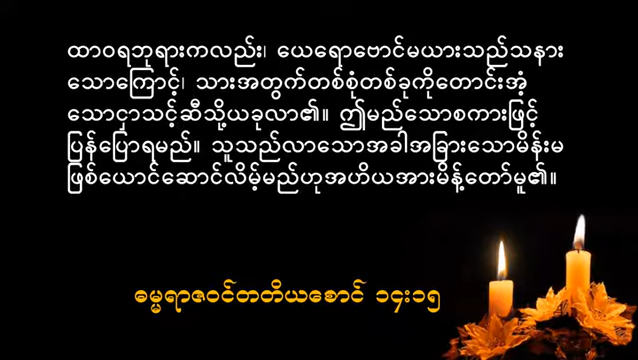 ထာဝရဘုရားကလည်း၊ ယေရောဗောင်မယားသည်သနား
သောကြောင့်၊ သားအတွက်တစ်စုံတစ်ခုကိုတောင်းအံ့
သောငှာသင့်ဆီသို့ယခုလာ၏။ ဤမည်သောစကားဖြင့်
ပြန်ပြောရမည်။ သူသည်လာသောအခါအခြားသောမိန်းမ
ဖြစ်ယောင်ဆောင်လိမ့်မည်ဟုအဟိယအားမိန့်တော်မူ၏။
ဓမ္မရာဇဝင်တတိယစောင် ၁၄း၁၅